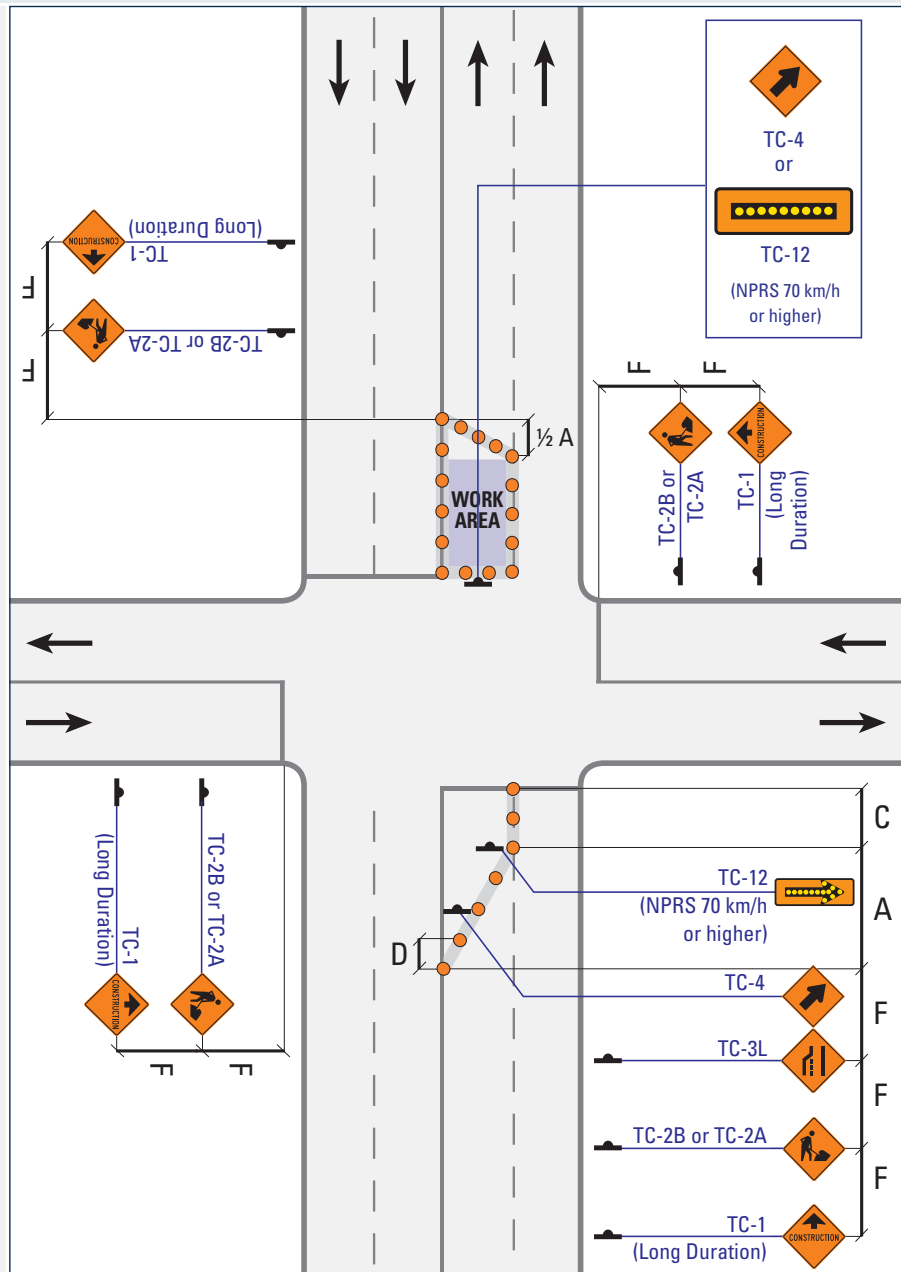 TC-4
or
TC-12
(NPRS 70 km/h
or higher)
CONSTRUCTION
TC-1
(Long Duration)
F
TC-2B or TC-2A
F
½ A
WORK
AREA
F
F
CONSTRUCTION
TC-2B or
TC-2A
TC-1
(Long
Duration)
TC-1
(Long Duration)
TC-2B or TC-2A
CONSTRUCTION
F
F
C
TC-12
(NPRS 70 km/h
or higher)
A
D
TC-4
F
TC-3L
F
TC-2B or TC-2A
F
TC-1
(Long Duration)
CONSTRUCTION